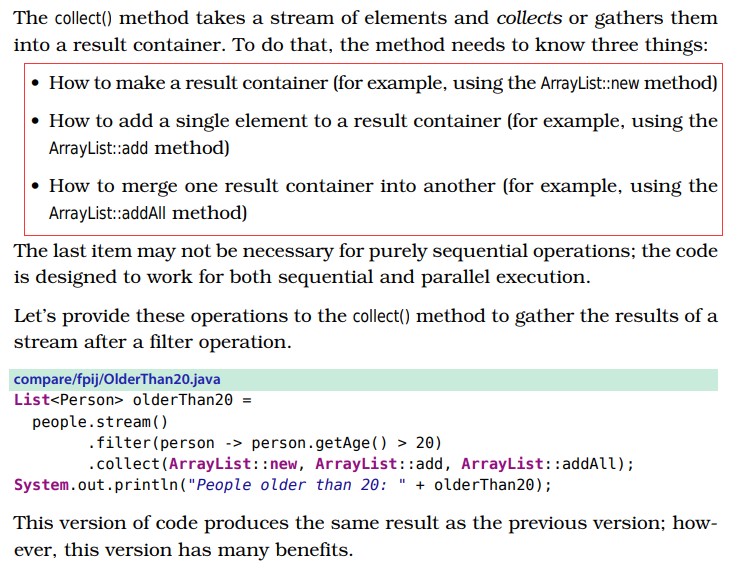 The collect() method takes a stream of elements and collects or gathers them
into a result container. To do that, the method needs to know three things:
• How to make a result container (for example, using the ArrayList::new method)
• How to add a single element to a result container (for example, using the
ArrayList::add method)
• How to merge one result container into another (for example, using the
ArrayList::addAll method)
The last item may not be necessary for purely sequential operations; the code
is designed to work for both sequential and parallel execution.
Let's provide these operations to the collect() method to gather the results of a
stream after a filter operation.
compare/fpij/OlderThan20.java
List<Person> olderThan20 =
  people.stream()
        .filter(person -> person.getAge() > 20)
        .collect(ArrayList::new, ArrayList::add, ArrayList::addAll);
System.out.println("People older than 20: " + olderThan20);
This version of code produces the same result as the previous version; how-
ever, this version has many benefits.